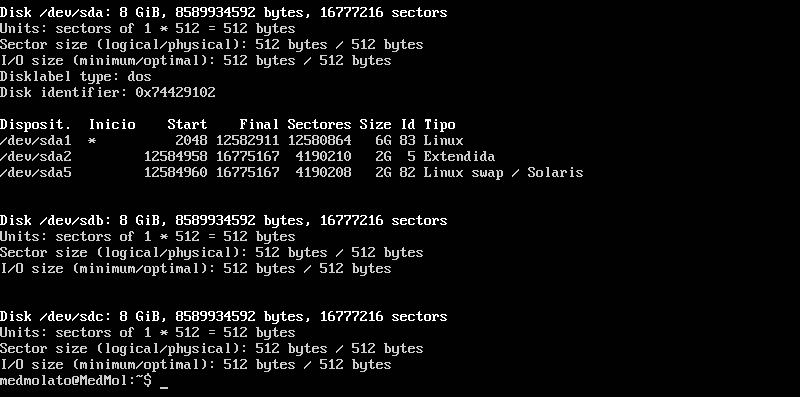 Disk /dev/sda: 8 GiB, 8589934592 bytes, 16777216 sectors
Units: sectors of 1 * 512 = 512 bytes
Sector size (logical/physical): 512 bytes / 512 bytes
I/O size (minimum/optimal): 512 bytes / 512 bytes
Disklabel type: dos
Disk identifier: 0x74429102
Disposit.  Inicio    Start    Final Sectores Size Id Tipo
/dev/sda1  *          2048 12582911 12580864   6G 83 Linux
/dev/sda2         12584958 16775167  4190210   2G  5 Extendida
/dev/sda5         12584960 16775167  4190208   2G 82 Linux swap / Solaris
Disk /dev/sdb: 8 GiB, 8589934592 bytes, 16777216 sectors
Units: sectors of 1 * 512 = 512 bytes
Sector size (logical/physical): 512 bytes / 512 bytes
I/O size (minimum/optimal): 512 bytes / 512 bytes
Disk /dev/sdc: 8 GiB, 8589934592 bytes, 16777216 sectors
Units: sectors of 1 * 512 = 512 bytes
Sector size (logical/physical): 512 bytes / 512 bytes
I/O size (minimum/optimal): 512 bytes / 512 bytes
medmolato@MedMol:~$ _